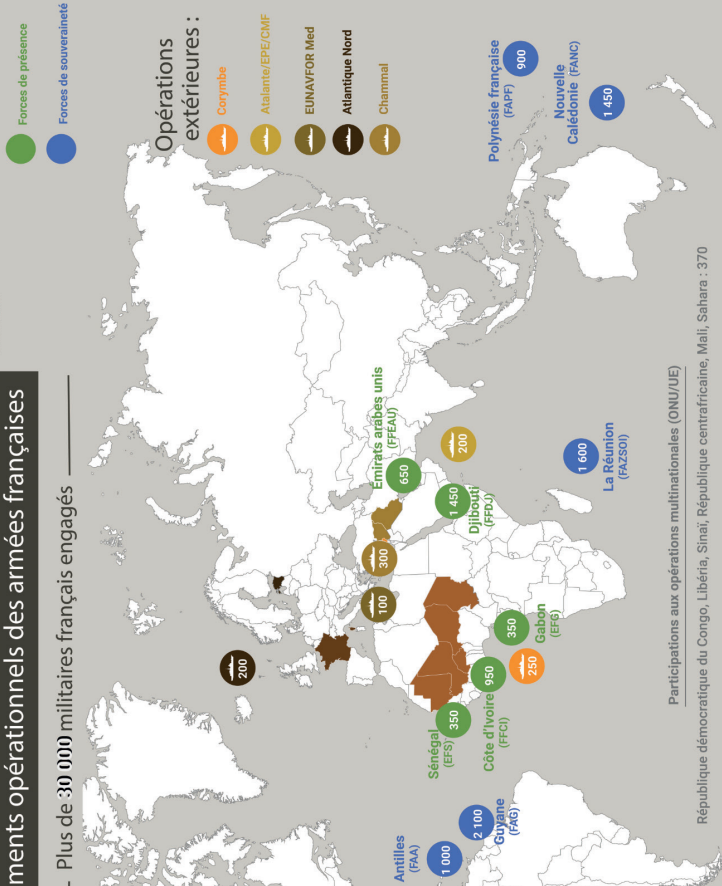 ments opérationnels des armées françaises
Plus de 30 000 militaires français engagés
Forces de présence
Forces de souveraineté
Opérations
extérieures :
Corymbe
Atalante/EPE/CMF
EUNAVFOR Med
Atlantique Nord
Chammal
200
100
300
Emirats arabes unis
(FFEAU)
650
1 450
Djibouti
(FFDJ)
200
Sénégal
(EFS)
350
Côte d'Ivoire
(FFCI)
950
250
350
Gabon
(EFG)
Antilles
(FAA)
1 000
2 100
Guyane
(FAG)
1 600
La Réunion
(FAZSOI)
Polynésie française
(FAPF)
900
Nouvelle
Calédonie (FANC)
1 450
Participations aux opérations multinationales (ONU/UE)
République démocratique du Congo, Libéria, Sinaï, République centrafricaine, Mali, Sahara : 370